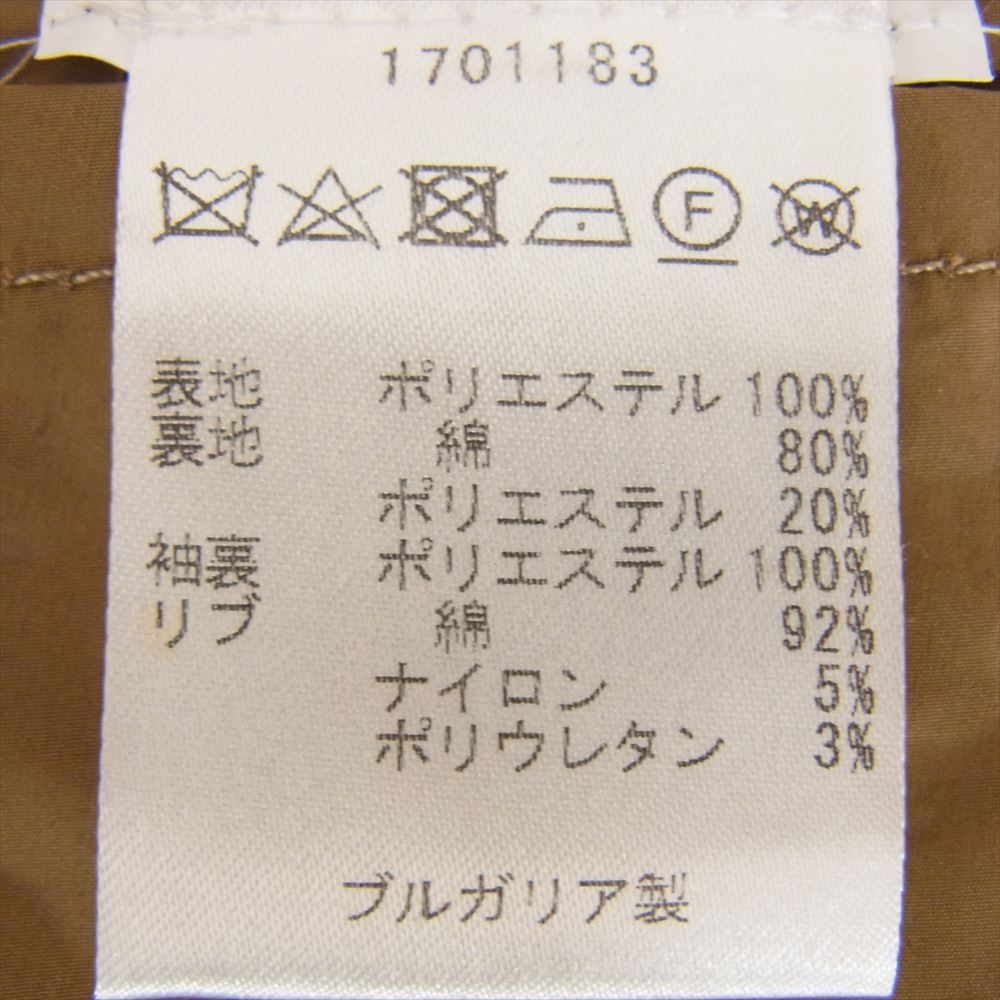 1701183
F W
表地 ポリエステル 100%
裏地 綿 80%
ポリエステル 20%
袖裏 ポリエステル 100%
リブ 綿 92%
ナイロン 5%
ポリウレタン 3%
ブルガリア製